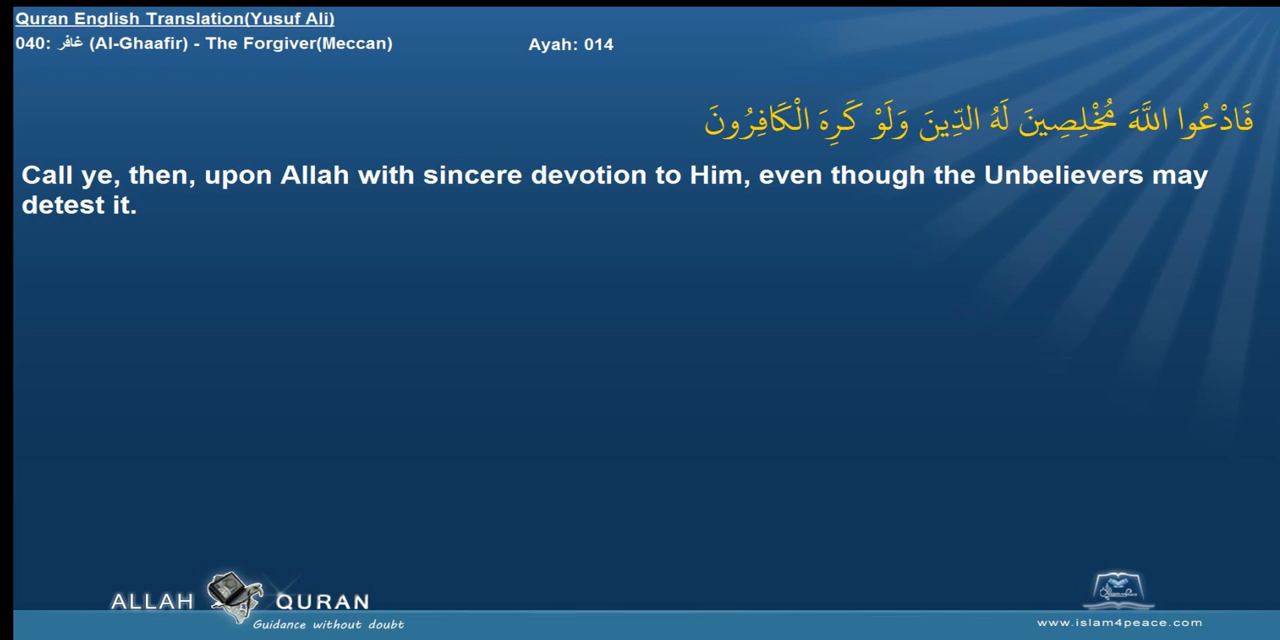 Quran English Translation(Yusuf Ali)
040: غافر (Al-Ghaafir) - The Forgiver(Meccan) Ayah: 014
فَادْعُوا اللَّهَ مُخْلِصِينَ لَهُ الدِّينَ وَلَوْ كَرِهَ الْكَافِرُونَ
Call ye, then, upon Allah with sincere devotion to Him, even though the Unbelievers may
detest it.
ALLAH QURAN
Guidance without doubt
www.islam4peace.com